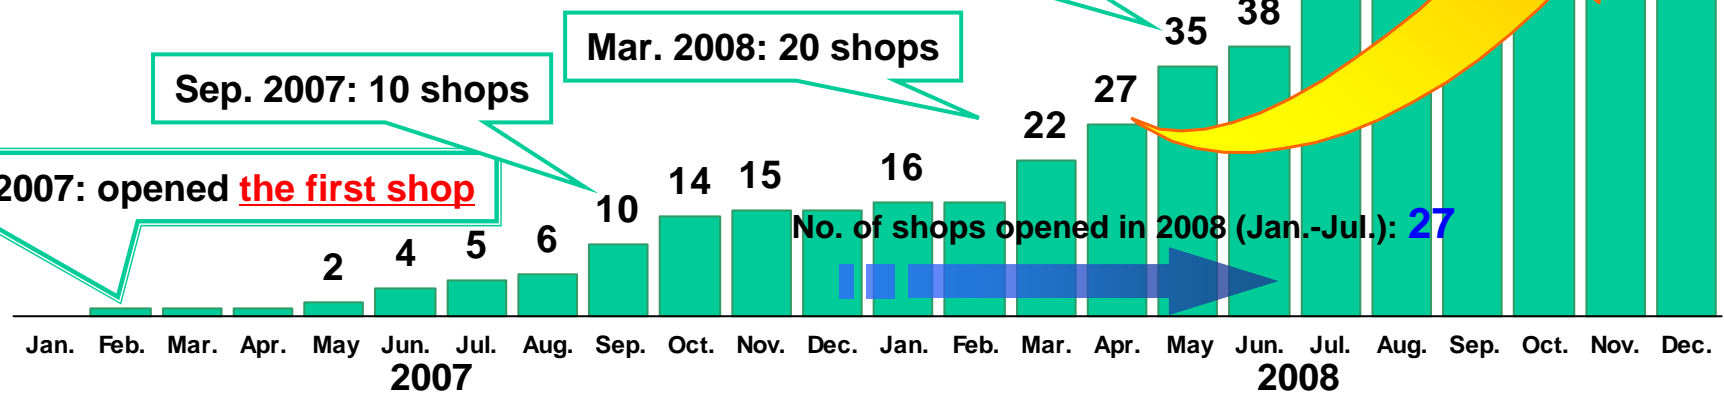 38
35
Mar. 2008: 20 shops
27
Sep. 2007: 10 shops
22
16
15
14
2007: opened the first shop
10
No. of shops opened in 2008 (Jan.-Jul.): 27
6
5
4
2
Jan. Feb. Mar. Apr. May Jun. Jul. Aug. Sep. Oct. Nov. Dec. Jan. Feb. Mar. Apr. May Jun. Jul. Aug. Sep. Oct. Nov. Dec.
2007 2008